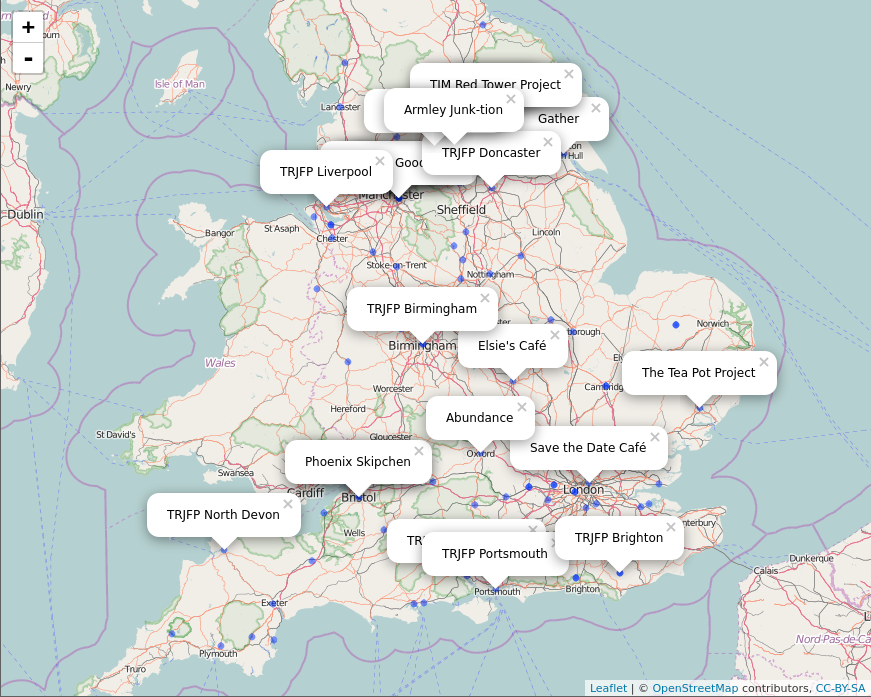 +
-
Newry
Isle of Man
Lancaster
TIM Red Tower Project ×
Armley Junk-tion ×
Gather ×
TRJFP Doncaster ×
Hull
Goo
TRJFP Liverpool ×
Manchester
Dublin
Sheffield
Bangor
St Asaph
Chester
Lincoln
Stoke-on-Trent
Nottingham
TRJFP Birmingham ×
Norwich
Birmingham
Elsie's Café ×
Wales
The Tea Pot Project ×
Worcester
Hereford
Abundance ×
St David's
Gloucester
Save the Date Café ×
Oxford
Phoenix Skipchen ×
Swansea
Cardiff
Bristol
London
TRJFP North Devon ×
Wells
TR
TRJFP Portsmouth
TRJFP Brighton ×
Dunkerque
Calais
Portsmouth
Brighton
Exeter
Nord-Pas-de-Ca
Plymouth
Truro
Leaflet | © OpenStreetMap contributors, CC-BY-SA